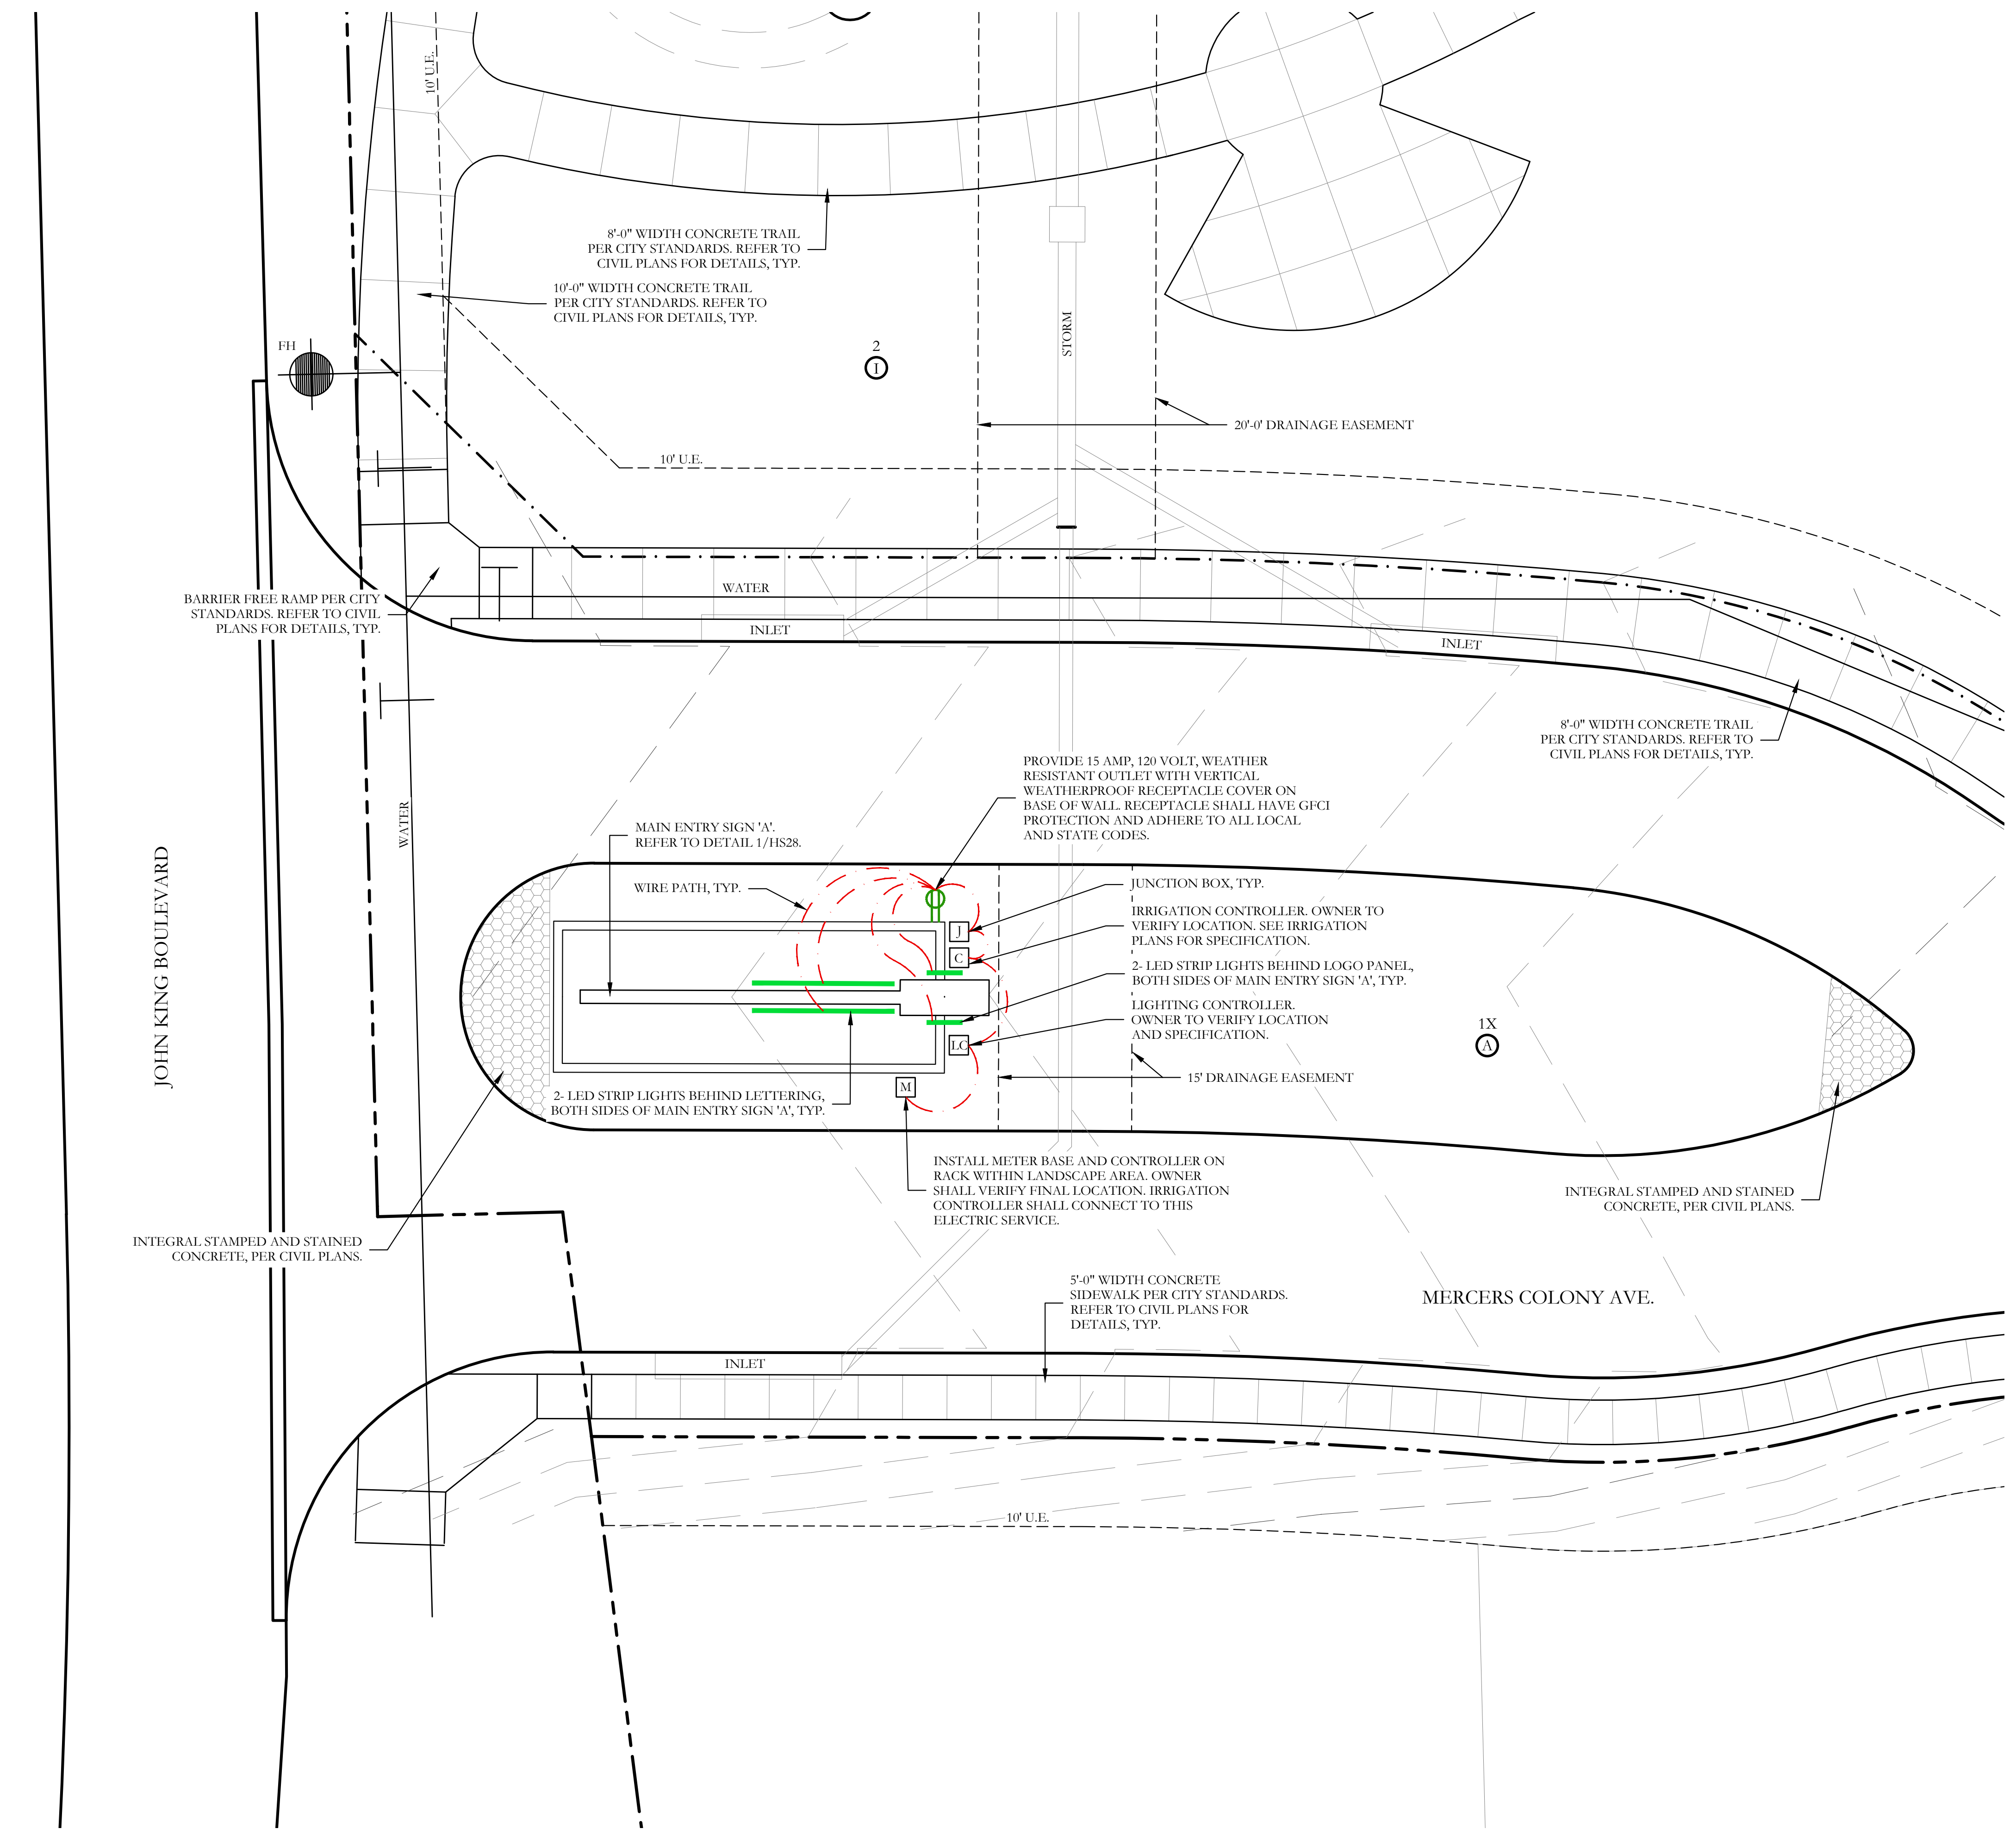 10' U.E.
8'-0" WIDTH CONCRETE TRAIL
PER CITY STANDARDS. REFER TO
CIVIL PLANS FOR DETAILS, TYP.
10'-0" WIDTH CONCRETE TRAIL
PER CITY STANDARDS. REFER TO
CIVIL PLANS FOR DETAILS, TYP.
FH
2
I
STORM
20'-0' DRAINAGE EASEMENT
10' U.E.
BARRIER FREE RAMP PER CITY
STANDARDS. REFER TO CIVIL
PLANS FOR DETAILS, TYP.
WATER
INLET
INLET
8'-0" WIDTH CONCRETE TRAIL
PER CITY STANDARDS. REFER TO
CIVIL PLANS FOR DETAILS, TYP.
PROVIDE 15 AMP, 120 VOLT, WEATHER
RESISTANT OUTLET WITH VERTICAL
WEATHERPROOF RECEPTACLE COVER ON
BASE OF WALL. RECEPTACLE SHALL HAVE GFCI
PROTECTION AND ADHERE TO ALL LOCAL
AND STATE CODES.
WATER
MAIN ENTRY SIGN 'A'.
REFER TO DETAIL 1/HS28.
JOHN KING BOULEVARD
WIRE PATH, TYP.
JUNCTION BOX, TYP.
J
IRRIGATION CONTROLLER. OWNER TO
VERIFY LOCATION. SEE IRRIGATION
PLANS FOR SPECIFICATION.
C
2- LED STRIP LIGHTS BEHIND LOGO PANEL,
BOTH SIDES OF MAIN ENTRY SIGN 'A', TYP.
LIGHTING CONTROLLER.
OWNER TO VERIFY LOCATION
AND SPECIFICATION.
LC
1X
A
M
15' DRAINAGE EASEMENT
2- LED STRIP LIGHTS BEHIND LETTERING,
BOTH SIDES OF MAIN ENTRY SIGN 'A', TYP.
INSTALL METER BASE AND CONTROLLER ON
RACK WITHIN LANDSCAPE AREA. OWNER
SHALL VERIFY FINAL LOCATION. IRRIGATION
CONTROLLER SHALL CONNECT TO THIS
ELECTRIC SERVICE.
INTEGRAL STAMPED AND STAINED
CONCRETE, PER CIVIL PLANS.
INTEGRAL STAMPED AND STAINED
CONCRETE, PER CIVIL PLANS.
5'-0" WIDTH CONCRETE
SIDEWALK PER CITY STANDARDS.
REFER TO CIVIL PLANS FOR
DETAILS, TYP.
MERCERS COLONY AVE.
INLET
10' U.E.